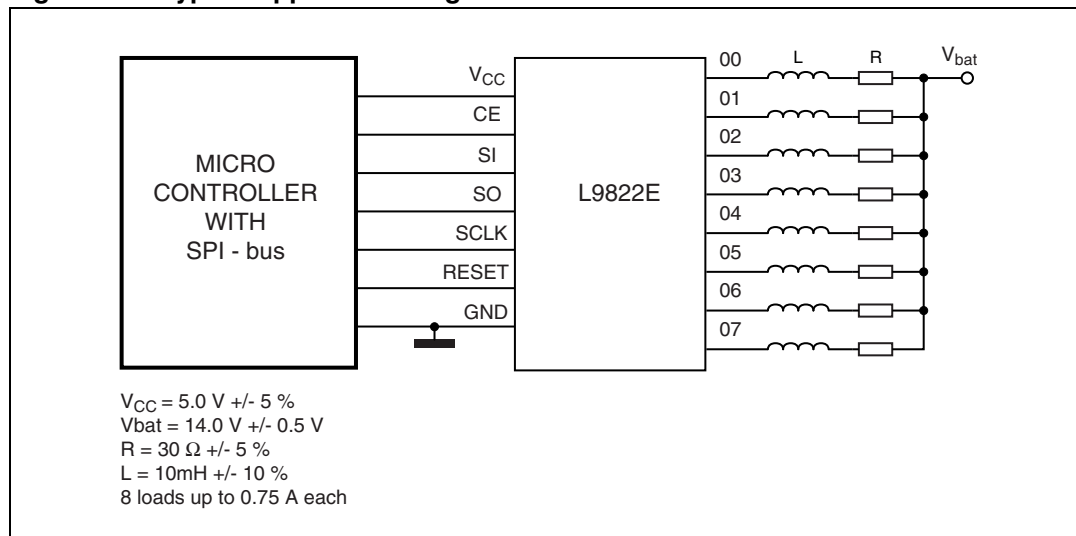 MICRO
CONTROLLER
WITH
SPI - bus
VCC
CE
SI
SO
SCLK
RESET
GND
L9822E
00
01
02
03
04
05
06
07
L
R
Vbat
VCC = 5.0 V +/- 5 %
Vbat = 14.0 V +/- 0.5 V
R = 30 Ω +/- 5 %
L = 10mH +/- 10 %
8 loads up to 0.75 A each